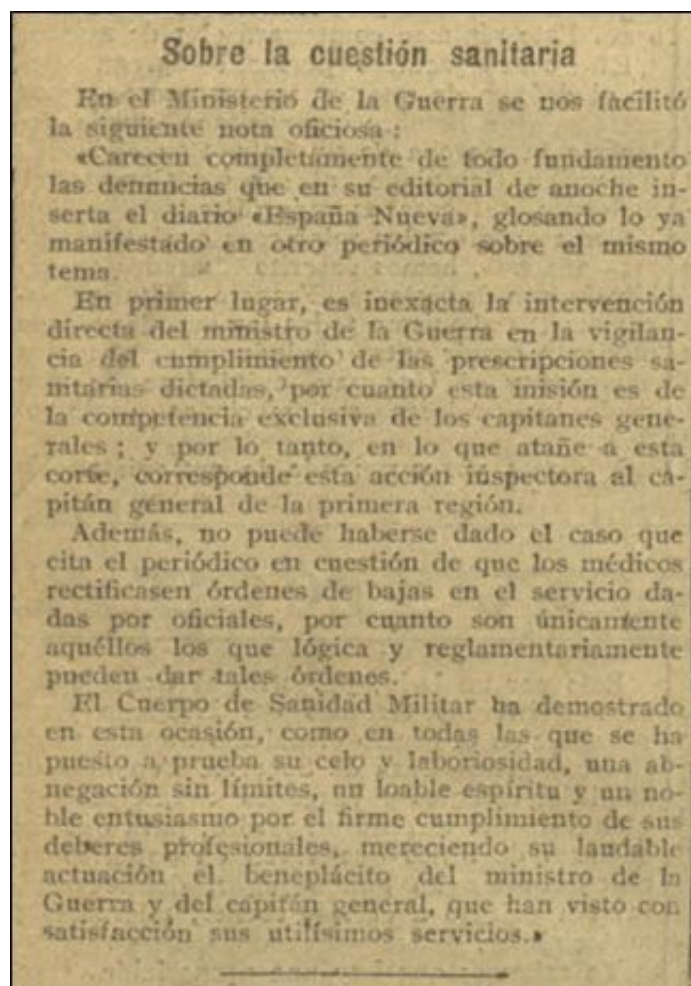 Sobre la cuestión sanitaria
En el Ministerio de la Guerra se nos facilitó
la siguiente nota oficiosa :
«Carecen completamente de todo fundamento
las denuncias que en su editorial de anoche in-
serta el diario «España Nueva», glosando lo ya
manifestado en otro periódico sobre el mismo
tema.
En primer lugar, es inexacta la intervención
directa del ministro de la Guerra en la vigilan-
cia del cumplimiento de las prescripciones sa-
nitarias dictadas, por cuanto esta misión es de
la competencia exclusiva de los capitanes gene-
rales ; y por lo tanto, en lo que atañe a esta
corte, corresponde esta acción inspectora al ca-
pitán general de la primera región.
Además, no puede haberse dado el caso que
cita el periódico en cuestión de que los médicos
rectificasen órdenes de bajas en el servicio da-
das por oficiales, por cuanto son únicamente
aquéllos los que lógica y reglamentariamente
pueden dar tales órdenes.
El Cuerpo de Sanidad Militar ha demostrado
en esta ocasión, como en todas las que se ha
puesto a prueba su celo y laboriosidad, una ab-
negación sin límites, un loable espíritu y un no-
ble entusiasmo por el firme cumplimiento de sus
deberes profesionales, mereciendo su laudable
actuación el beneplácito del ministro de la
Guerra y del capitán general, que han visto con
satisfacción sus utilísimos servicios.»